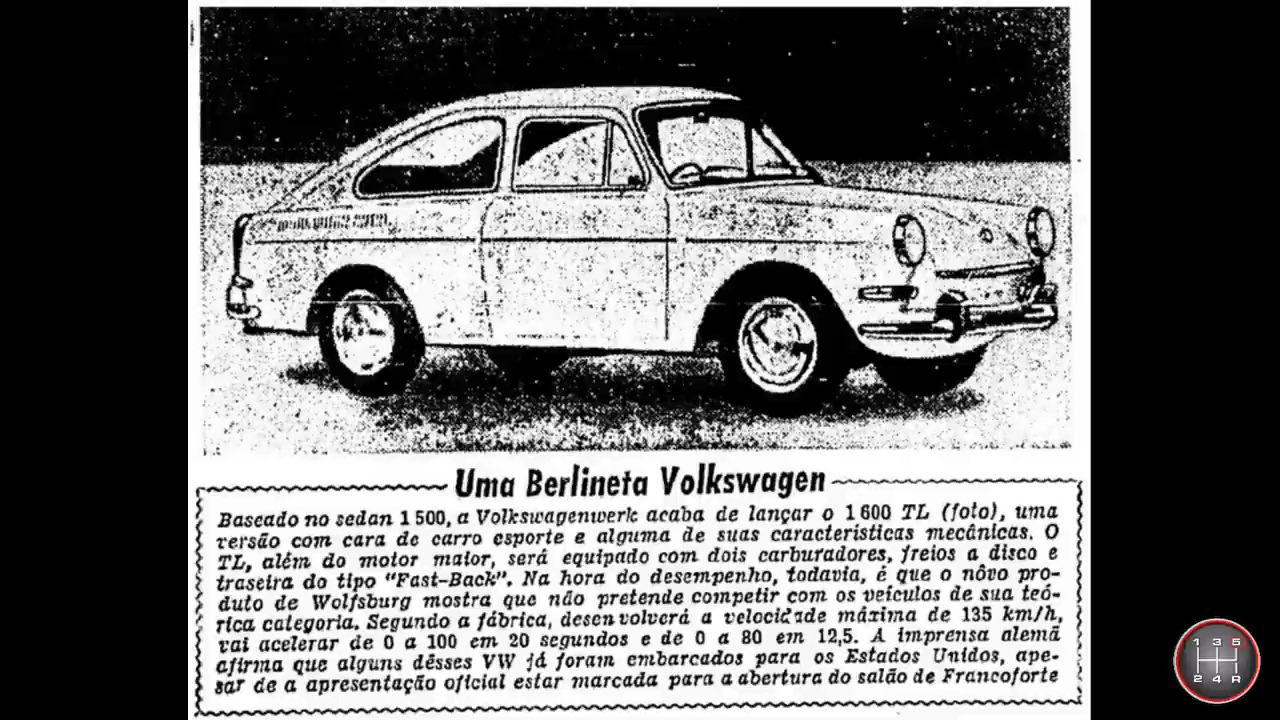 Uma Berlineta Volkswagen
Baseado no sedan 1 500, a Volkswagenwerk acaba de lançar o 1 600 TL (foto), uma
versão com cara de carro esporte e alguma de suas características mecânicas. O
TL, além do motor maior, será equipado com dois carburadores, freios a disco e
traseira do tipo "Fast-Back". Na hora do desempenho, todavia, é que o nôvo pro-
duto de Wolfsburg mostra que não pretende competir com os veículos de sua teó-
rica categoria. Segundo a fábrica, desenvolverá a velocidade máxima de 135 km/h,
vai acelerar de 0 a 100 em 20 segundos e de 0 a 80 em 12,5. A imprensa alemã
afirma que alguns dêsses VW já foram embarcados para os Estados Unidos, ape-
sar de a apresentação oficial estar marcada para a abertura do salão de Francoforte
1 3 5
2 4 R